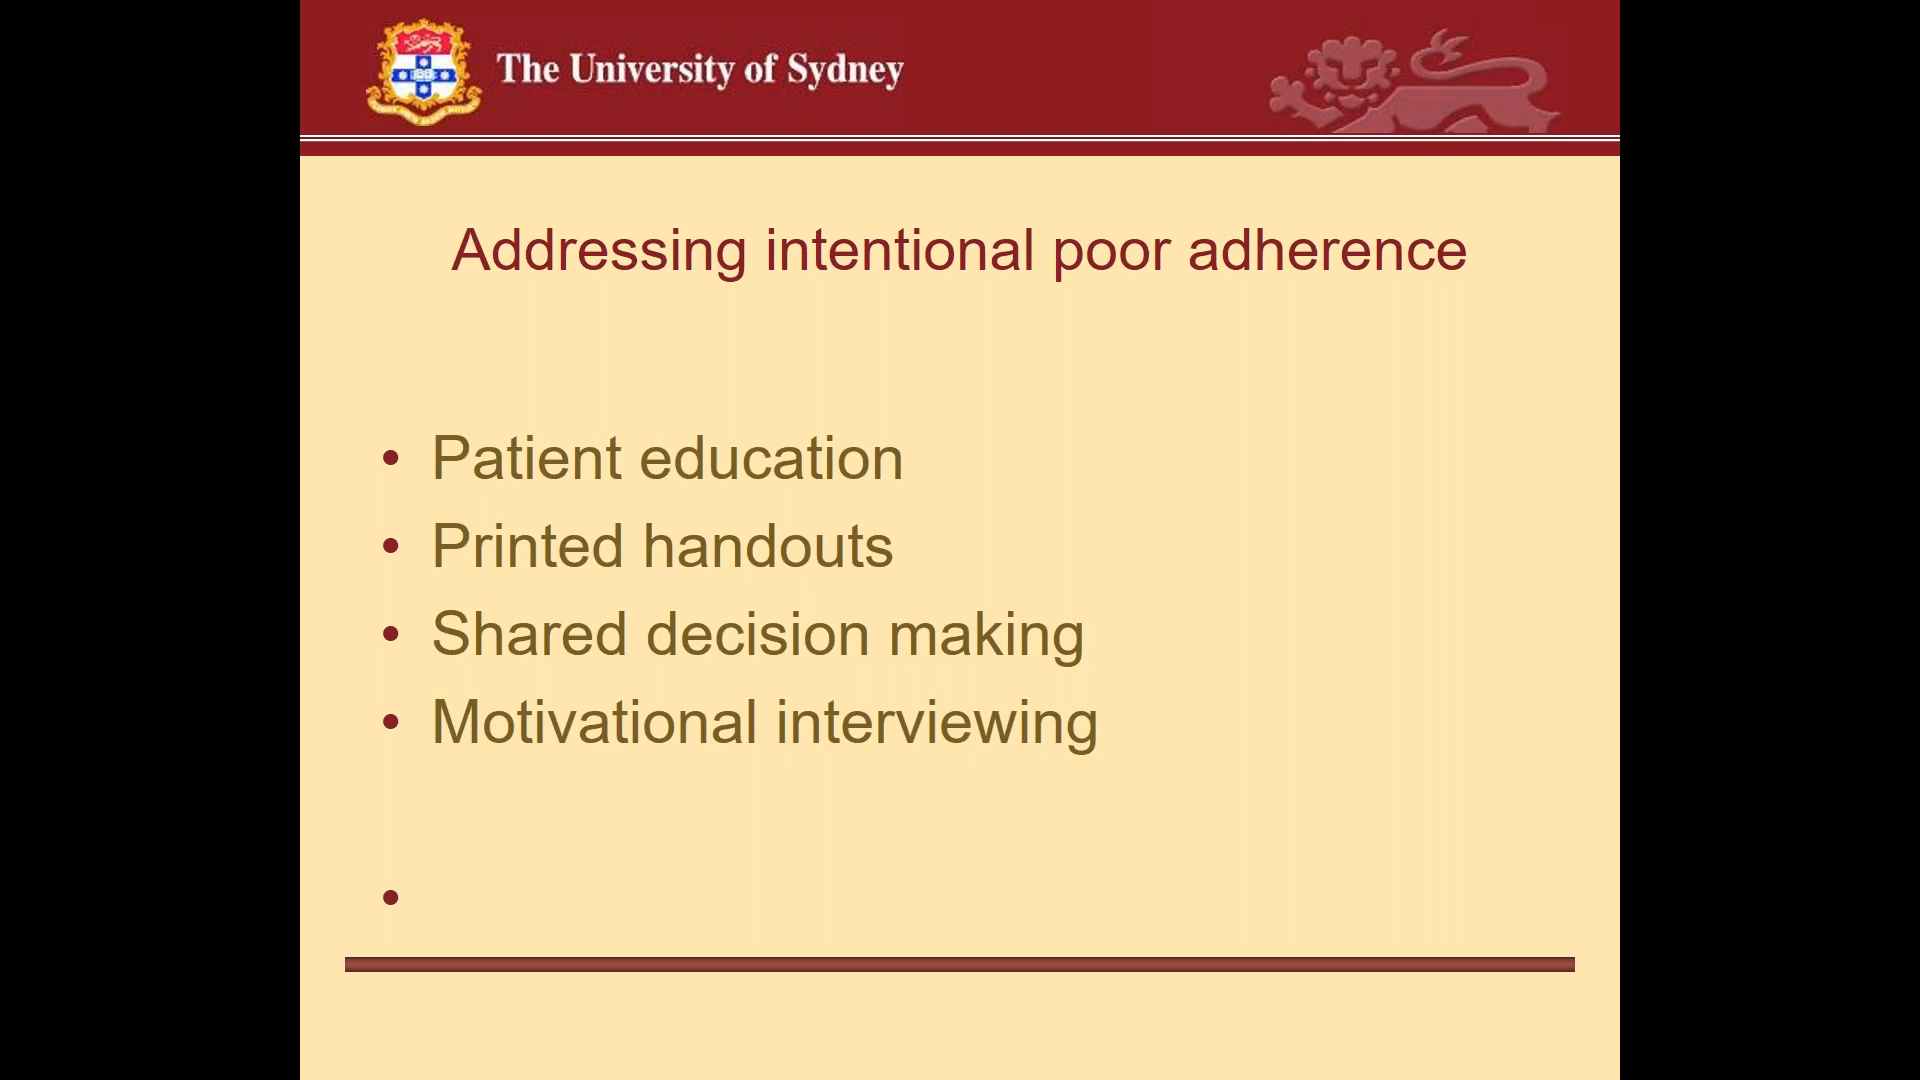 The University of Sydney
Addressing intentional poor adherence
• Patient education
• Printed handouts
• Shared decision making
• Motivational interviewing
•